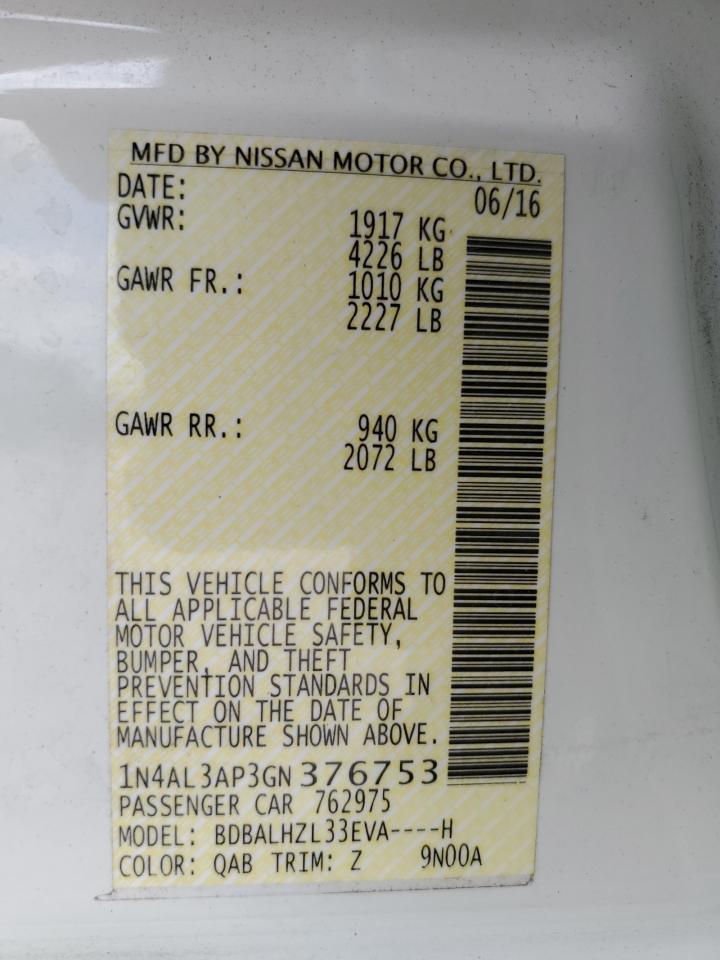 MFD BY NISSAN MOTOR CO., LTD.
DATE: 06/16
GVWR: 1917 KG
4226 LB
GAWR FR.: 1010 KG
2227 LB
GAWR RR.: 940 KG
2072 LB
THIS VEHICLE CONFORMS TO
ALL APPLICABLE FEDERAL
MOTOR VEHICLE SAFETY,
BUMPER, AND THEFT
PREVENTION STANDARDS IN
EFFECT ON THE DATE OF
MANUFACTURE SHOWN ABOVE.
1N4AL3AP3GN376753
PASSENGER CAR 762975
MODEL: BDBALHZL33EVA----H
COLOR: QAB TRIM: Z 9N00A